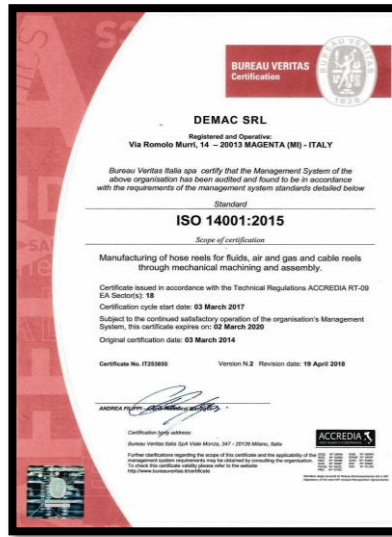 BUREAU VERITAS
Certification
1828
DEMAC SRL
Registered and Operative:
Via Romolo Murri, 14 – 20013 MAGENTA (MI) - ITALY
Bureau Veritas Italia spa certify that the Management System of the
above organisation has been audited and found to be in accordance
with the requirements of the management system standards detailed below
Standard
ISO 14001:2015
Scope of certification
Manufacturing of hose reels for fluids, air and gas and cable reels
through mechanical machining and assembly.
Certificate issued in accordance with the Technical Regulations ACCREDIA RT-09
EA Sector(s): 18
Certification cycle start date: 03 March 2017
Subject to the continued satisfactory operation of the organisation's Management
System, this certificate expires on: 02 March 2020
Original certification date: 03 March 2014
Certificate No. IT253855
Version N.2 Revision date: 19 April 2018
ANDREA FILIPPI -
Certification body address:
Bureau Veritas Italia SpA Viale Monza, 347 - 20126 Milano, Italia
Further clarifications regarding the scope of this certificate and the applicability of the
management system requirements may be obtained by consulting the organisation.
To check this certificate validity please refer to the website
http://www.bureauveritas.it/certificate
ACCREDIA